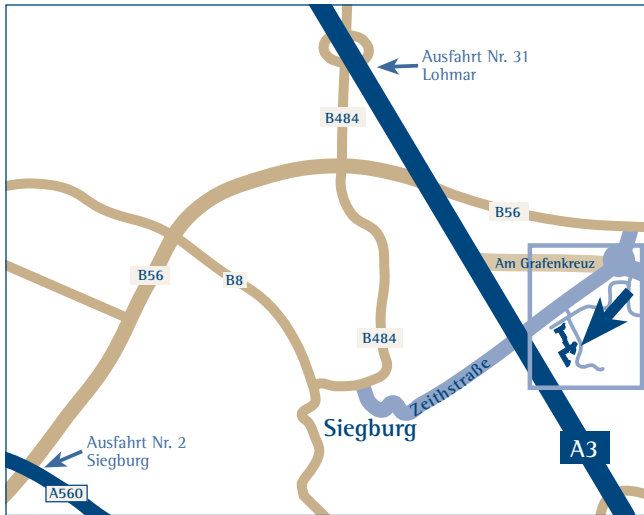 Ausfahrt Nr. 31
Lohmar
B484
B56
Am Grafenkreuz
B56
B8
B484
Zeithstraße
Siegburg
Ausfahrt Nr. 2
Siegburg
A3
A560